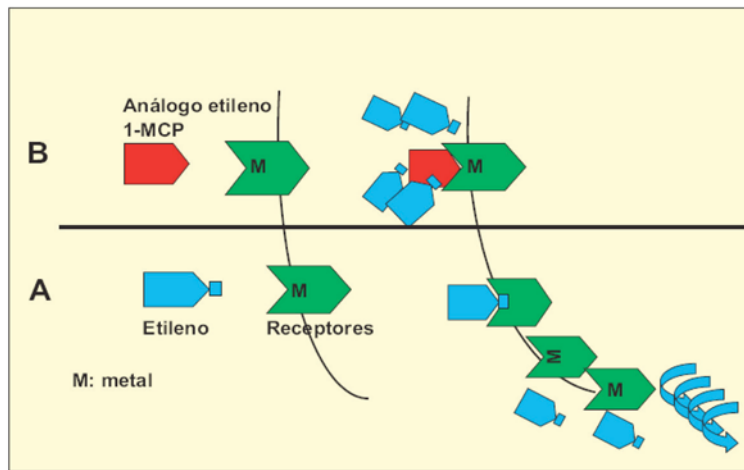 Análogo etileno
1-MCP
B
M
M
A
M
Etileno
Receptores
M
M
M: metal